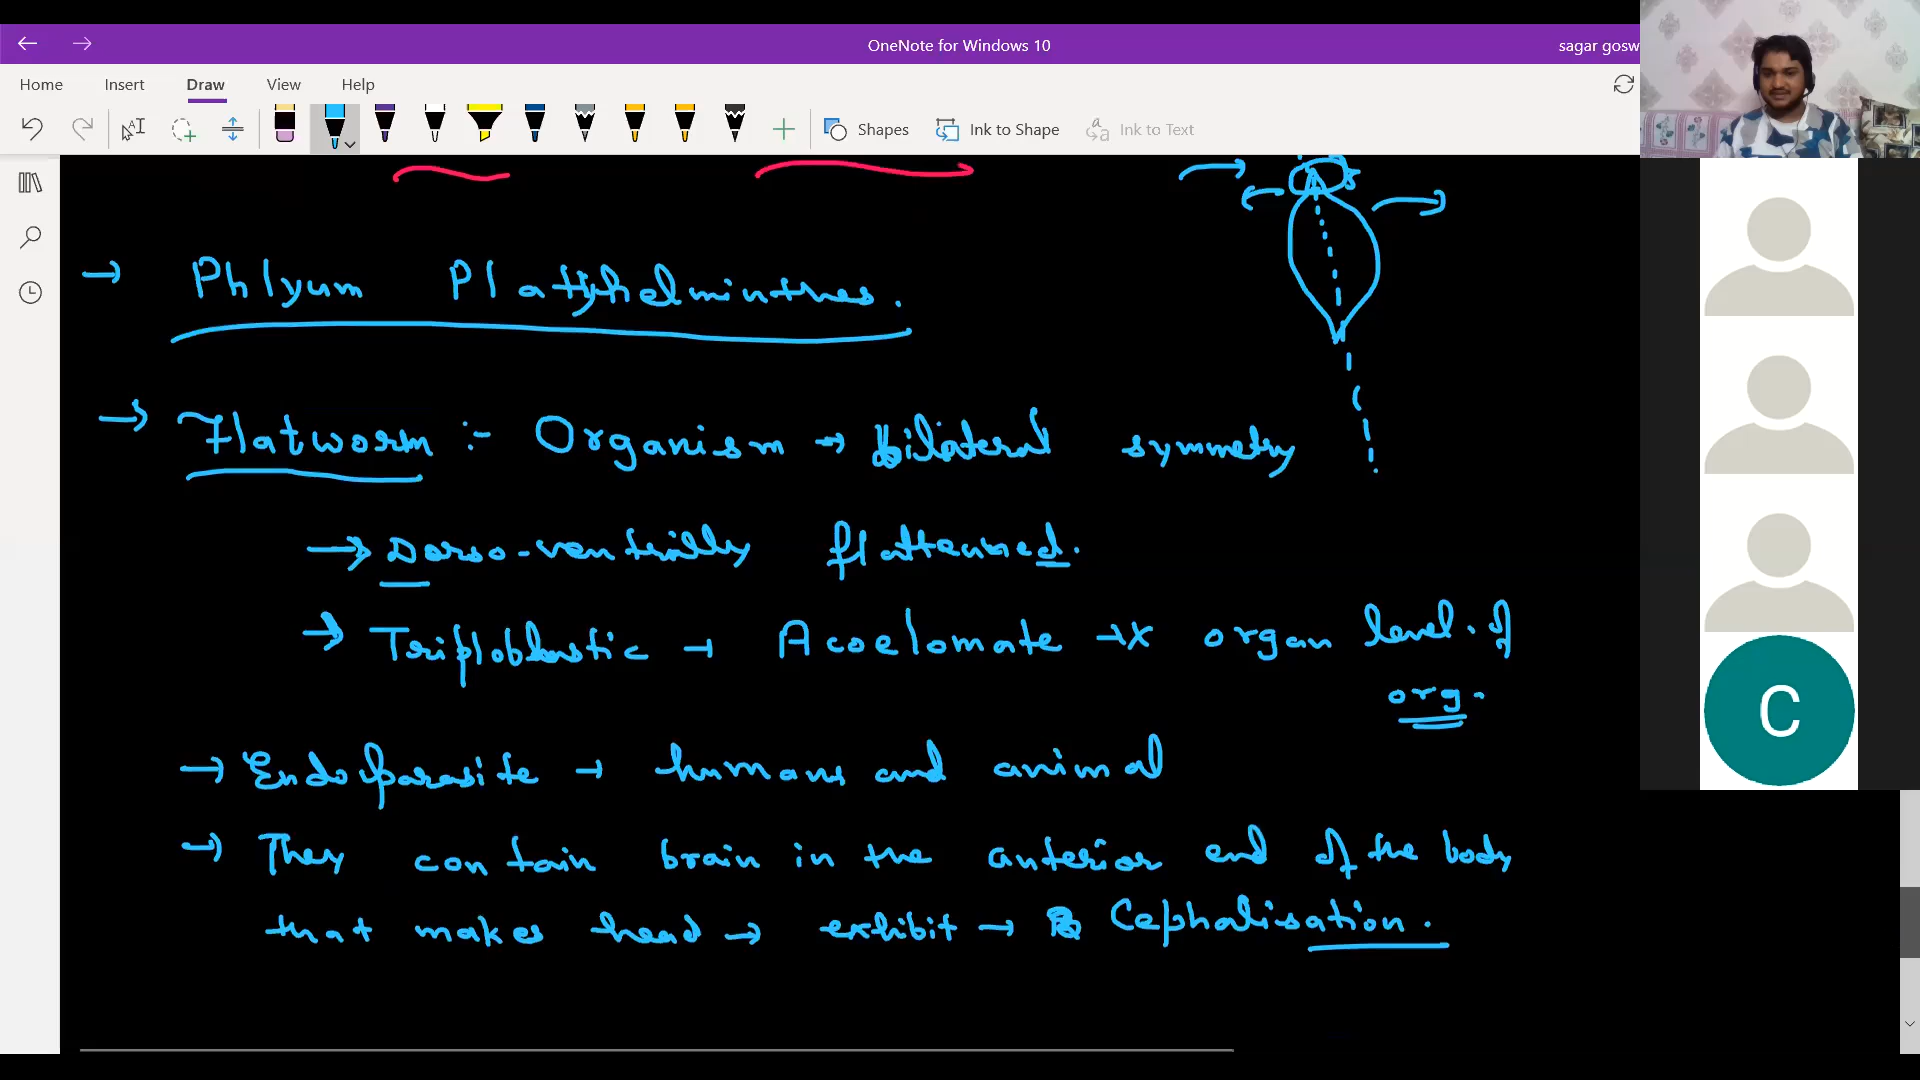 OneNote for Windows 10
sagar gosw
Home Insert Draw View Help
Shapes Ink to Shape Ink to Text
→ Phlyum Platyhelminthes.
→ Flatworm :- Organism → bilateral symmetry
→ Dorso-ventrally flattened.
→ Triploblastic → Acoelomate → organ level of
org.
→ Endoparasite → humans and animal
→ They contain brain in the anterior end of the body
that makes head → exhibit → Cephalisation.
C